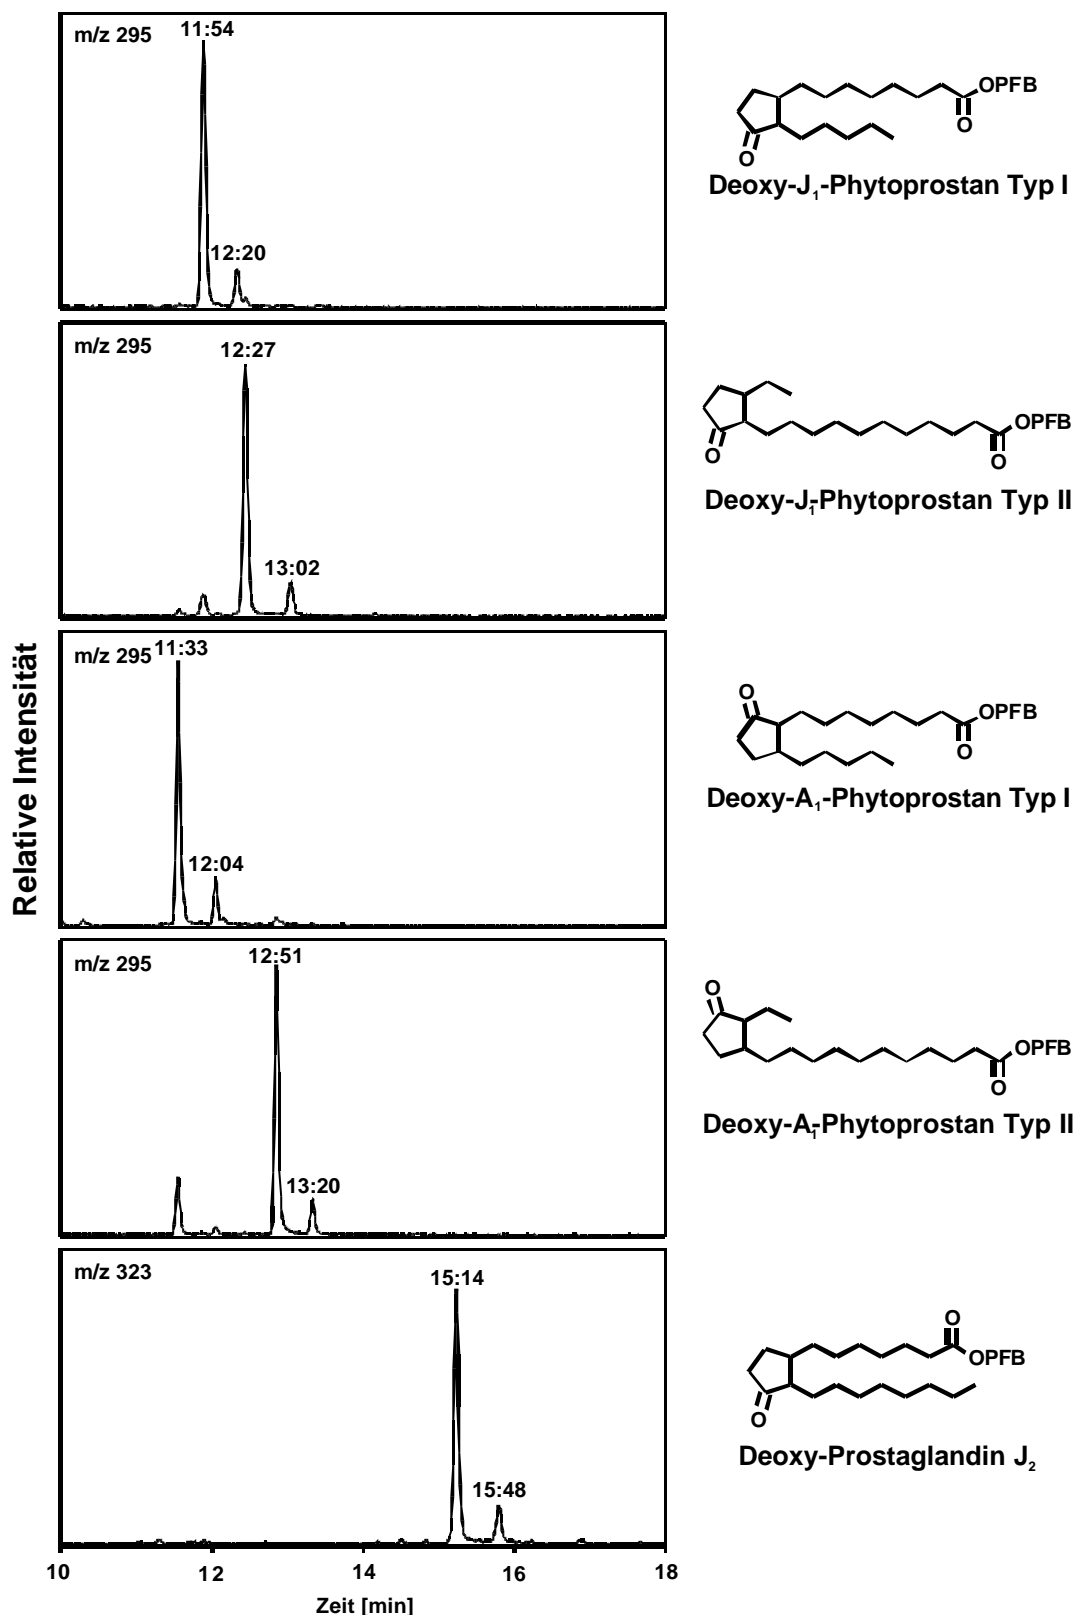 m/z 295
11:54
12:20
OPFB
O
O
Deoxy-J1-Phytoprostan Typ I
m/z 295
12:27
13:02
OPFB
O
O
Deoxy-J1-Phytoprostan Typ II
m/z 295
11:33
12:04
O
OPFB
O
Deoxy-A1-Phytoprostan Typ I
m/z 295
12:51
13:20
O
OPFB
O
Deoxy-A1-Phytoprostan Typ II
m/z 323
15:14
15:48
O
OPFB
O
Deoxy-Prostaglandin J2
Relative Intensität
10 12 14 16 18
Zeit [min]